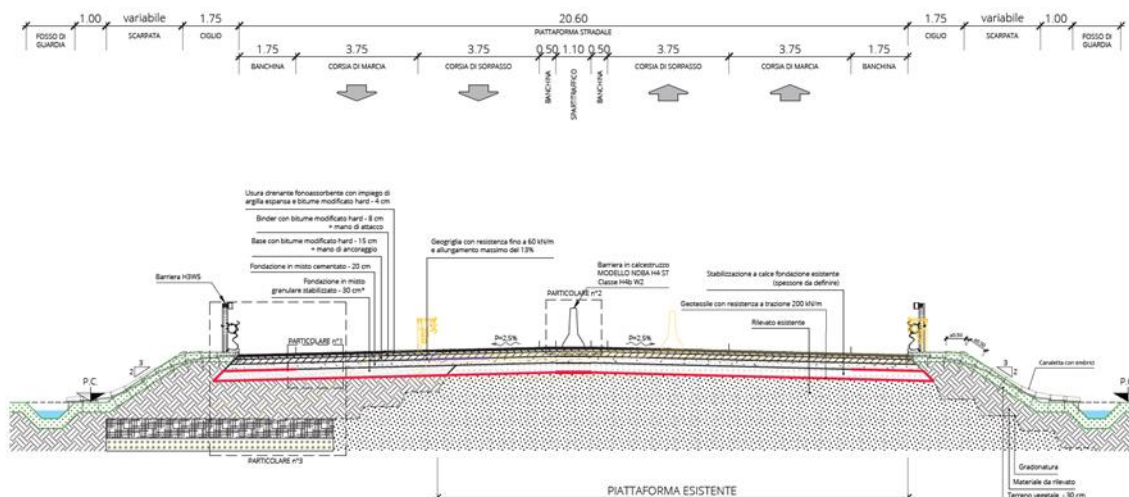 1.00 variabile 1.75 20.60 1.75 variabile 1.00
FOSSO DI GUARDIA SCARPATA CIGLIO PIATTAFORMA STRADALE CIGLIO SCARPATA FOSSO DI GUARDIA
1.75 3.75 3.75 0.50 1.10 0.50 3.75 3.75 1.75
BANCHINA CORSIA DI MARCIA CORSIA DI SORPASSO BANCHINA SPARTITRAFFICO BANCHINA CORSIA DI SORPASSO CORSIA DI MARCIA BANCHINA
Usura drenante fonoassorbente con impiego di
argilla espansa e bitume modificato hard - 4 cm
Binder con bitume modificato hard - 8 cm
+ mano di attacco
Base con bitume modificato hard - 15 cm
+ mano di ancoraggio
Fondazione in misto cementato - 20 cm
Fondazione in misto
granulare stabilizzato - 30 cm*
Geogriglia con resistenza fino a 60 kN/m
e allungamento massimo del 13%
Barriera in calcestruzzo
MODELLO NDBA H4 ST
Classe H4b W2
Stabilizzazione a calce fondazione esistente
(spessore da definire)
Geotessile con resistenza a trazione 200 kN/m
Rilevato esistente
Barriera H3W5
PARTICOLARE n°2
PARTICOLARE n°1
P=2,5%
P=2,5%
3
2
3
2
P.C.
Canaletta con embrici
PARTICOLARE n°3
Gradonatura
Materiale da rilevato
Terreno vegetale - 30 cm
PIATTAFORMA ESISTENTE